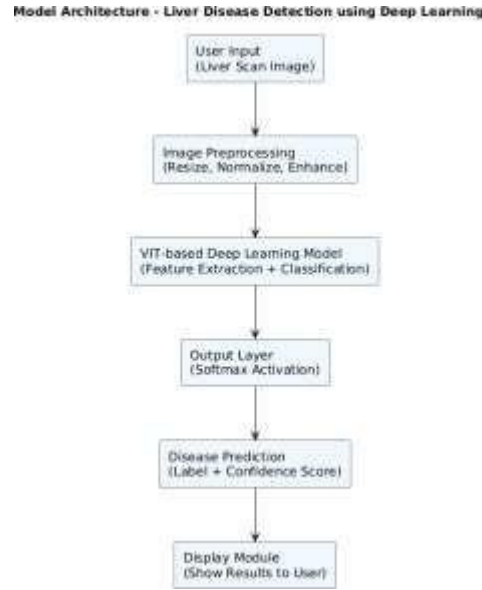 Model Architecture - Liver Disease Detection using Deep Learning
User Input
(Liver Scan Image)
Image Preprocessing
(Resize, Normalize, Enhance)
VIT-based Deep Learning Model
(Feature Extraction + Classification)
Output Layer
(Softmax Activation)
Disease Prediction
(Label + Confidence Score)
Display Module
(Show Results to User)